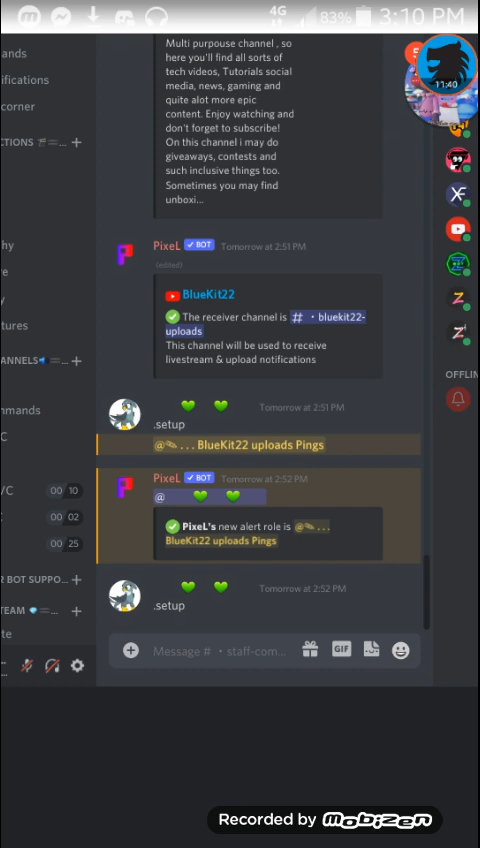 4G 83% 3:10 PM
ands
Multi purpouse channel , so
here you'll find all sorts of
ifications
tech videos, Tutorials social
media, news, gaming and
corner
quite alot more epic
content. Enjoy watching and
don't forget to subscribe!
CTIONS
On this channel i may do
giveaways, contests and
such inclusive things too.
Sometimes you may find
unboxi...
11:40
hy
PixeL BOT Tomorrow at 2:51 PM
(edited)
e
BlueKit22
y
The receiver channel is # ・bluekit22-
tures
uploads
This channel will be used to receive
livestream & upload notifications
ANNELS
OFFLIN
mmands
Tomorrow at 2:51 PM
.setup
C
@✎ . . . BlueKit22 uploads Pings
/C 00 10
PixeL BOT Tomorrow at 2:52 PM
@
00 02
PixeL's new alert role is @✎ . . .
BlueKit22 uploads Pings
00 25
R BOT SUPPO...
Tomorrow at 2:52 PM
.setup
TEAM
te
Message # ・staff-com...
GIF
Recorded by mobizen